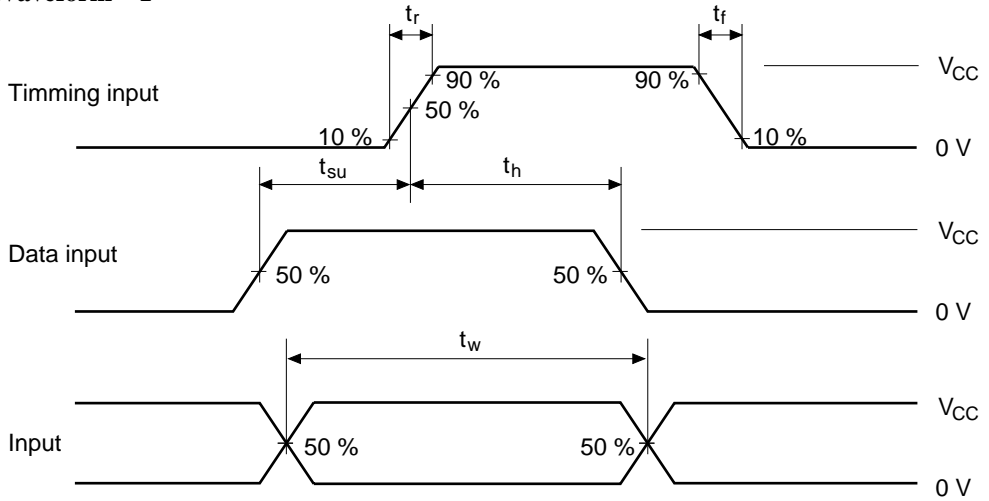 tr
tf
VCC
Timming input
90 %
90 %
50 %
10 %
10 %
0 V
tsu
th
VCC
Data input
50 %
50 %
0 V
tw
VCC
Input
50 %
50 %
0 V